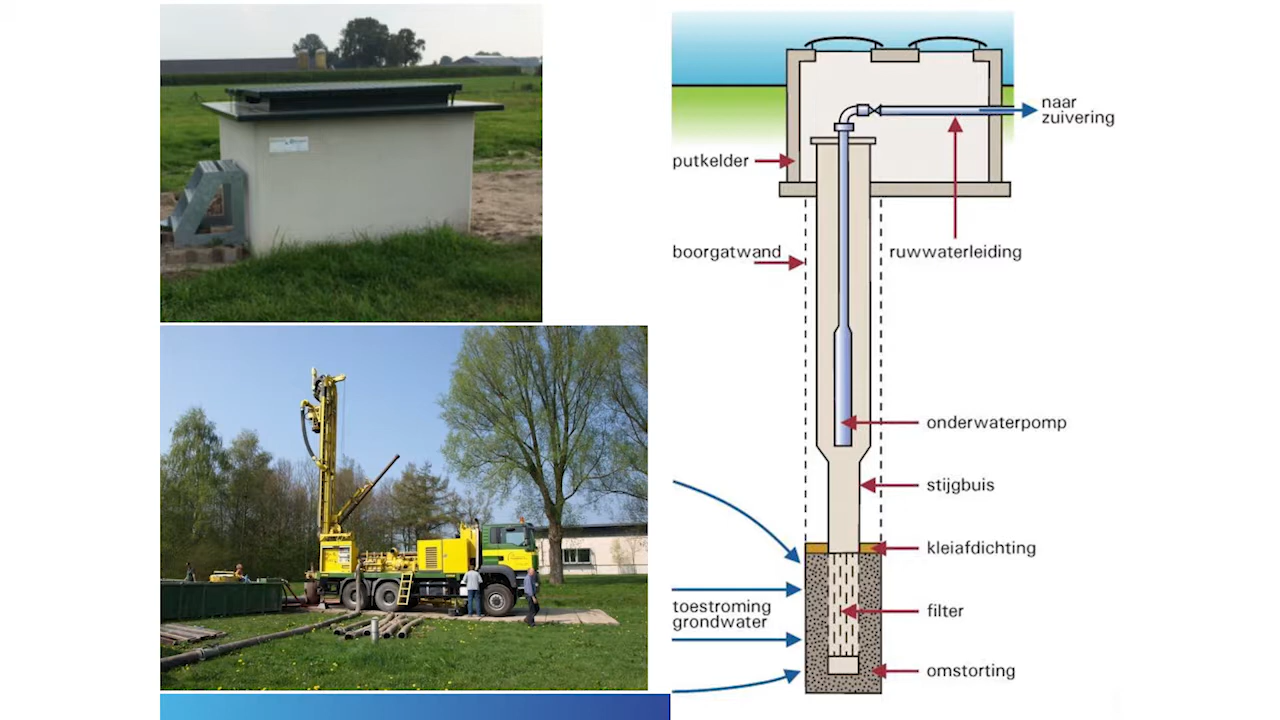 naar
zuivering
putkelder
boorgatwand
ruwwaterleiding
onderwaterpomp
stijgbuis
kleiafdichting
toestroming
grondwater
filter
omstorting